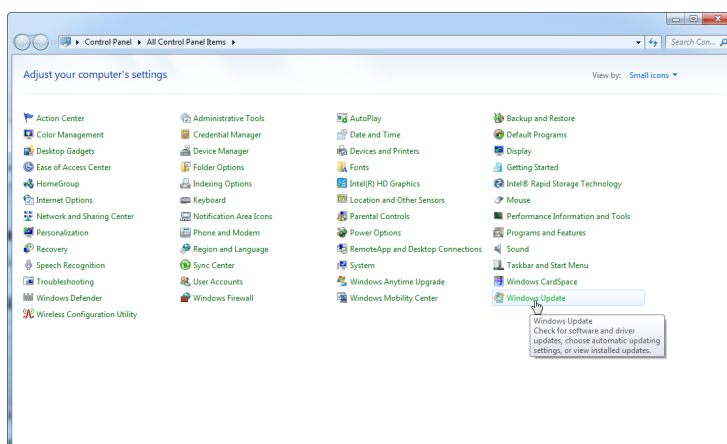 Control Panel ▸ All Control Panel Items ▸
Search Con...
Adjust your computer's settings
View by: Small icons
Action Center
Administrative Tools
AutoPlay
Backup and Restore
Color Management
Credential Manager
Date and Time
Default Programs
Desktop Gadgets
Device Manager
Devices and Printers
Display
Ease of Access Center
Folder Options
Fonts
Getting Started
HomeGroup
Indexing Options
Intel(R) HD Graphics
Intel® Rapid Storage Technology
Internet Options
Keyboard
Location and Other Sensors
Mouse
Network and Sharing Center
Notification Area Icons
Parental Controls
Performance Information and Tools
Personalization
Phone and Modem
Power Options
Programs and Features
Recovery
Region and Language
RemoteApp and Desktop Connections
Sound
Speech Recognition
Sync Center
System
Taskbar and Start Menu
Troubleshooting
User Accounts
Windows Anytime Upgrade
Windows CardSpace
Windows Defender
Windows Firewall
Windows Mobility Center
Windows Update
Wireless Configuration Utility
Windows Update
Check for software and driver
updates, choose automatic updating
settings, or view installed updates.